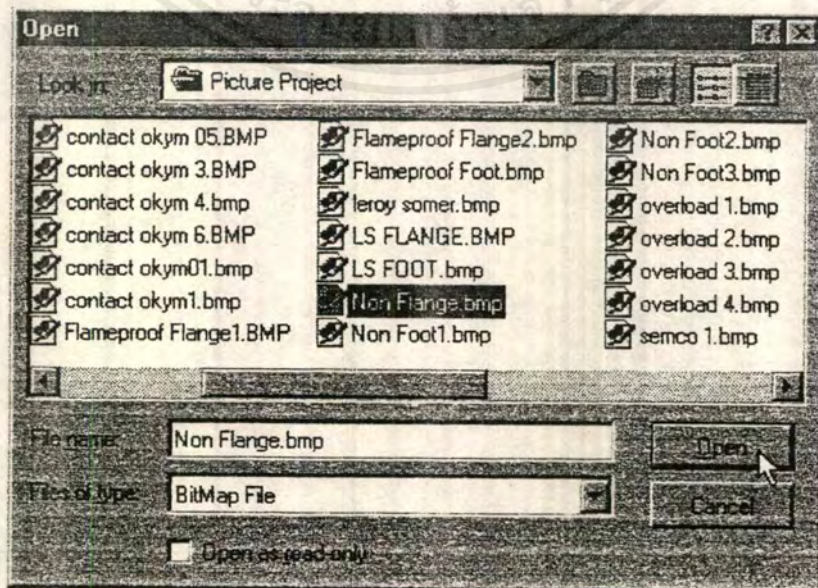 Open
Look in: Picture Project
contact okym 05.BMP
contact okym 3.BMP
contact okym 4.bmp
contact okym 6.BMP
contact okym01.bmp
contact okym1.bmp
Flameproof Flange1.BMP
Flameproof Flange2.bmp
Flameproof Foot.bmp
leroy somer.bmp
LS FLANGE.BMP
LS FOOT.bmp
Non Flange.bmp
Non Foot1.bmp
Non Foot2.bmp
Non Foot3.bmp
overload 1.bmp
overload 2.bmp
overload 3.bmp
overload 4.bmp
semco 1.bmp
File name: Non Flange.bmp
Open
Files of type: BitMap File
Cancel
Open as read-only